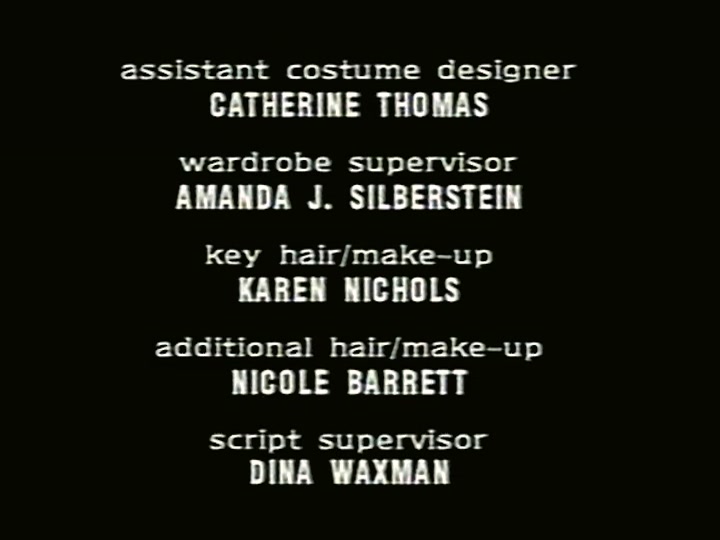 assistant costume designer
CATHERINE THOMAS
wardrobe supervisor
AMANDA J. SILBERSTEIN
key hair/make-up
KAREN NICHOLS
additional hair/make-up
NICOLE BARRETT
script supervisor
DINA WAXMAN